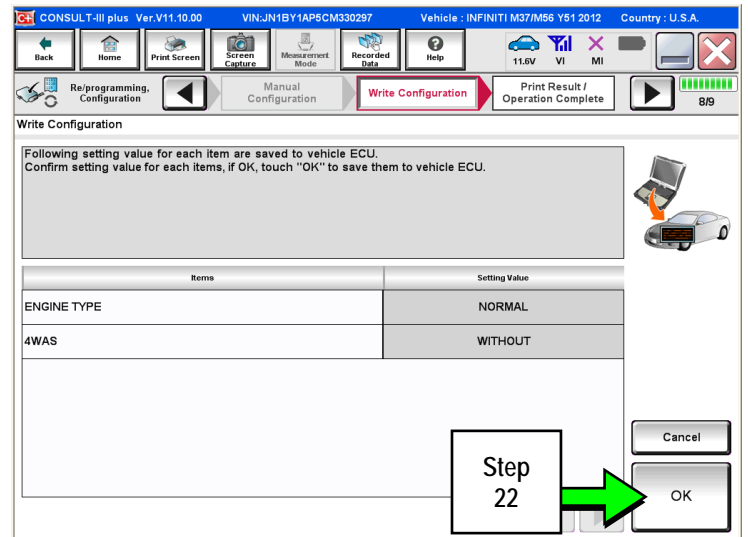 CONSULT-III plus Ver.V11.10.00 VIN:JN1BY1AP5CM330297 Vehicle : INFINITI M37/M56 Y51 2012 Country : U.S.A.
Back Home Print Screen Screen Capture Measurement Mode Recorded Data Help 11.6V VI MI
Re/programming, Configuration Manual Configuration Write Configuration Print Result / Operation Complete 8/9
Write Configuration
Following setting value for each item are saved to vehicle ECU.
Confirm setting value for each items, if OK, touch "OK" to save them to vehicle ECU.
Items Setting Value
ENGINE TYPE NORMAL
4WAS WITHOUT
Cancel
Step
22
OK